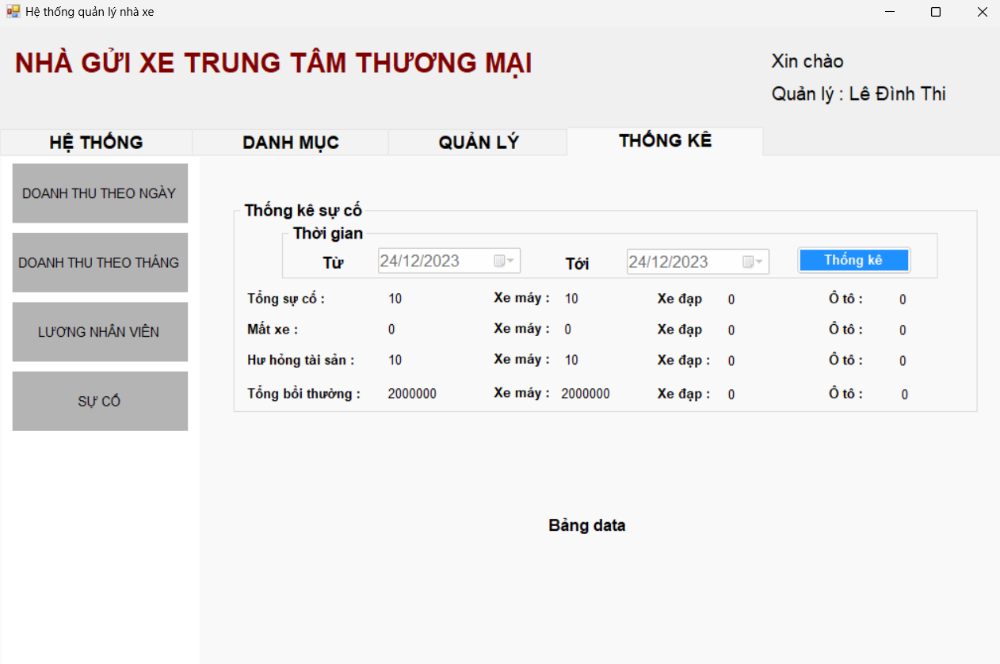 Hệ thống quản lý nhà xe
NHÀ GỬI XE TRUNG TÂM THƯƠNG MẠI
Xin chào
Quản lý : Lê Đình Thi
HỆ THỐNG DANH MỤC QUẢN LÝ THỐNG KÊ
DOANH THU THEO NGÀY
DOANH THU THEO THÁNG
LƯƠNG NHÂN VIÊN
SỰ CỐ
Thống kê sự cố
Thời gian
Từ 24/12/2023 Tới 24/12/2023 Thống kê
Tổng sự cố : 10 Xe máy : 10 Xe đạp 0 Ô tô : 0
Mất xe : 0 Xe máy : 0 Xe đạp 0 Ô tô : 0
Hư hỏng tài sản : 10 Xe máy : 10 Xe đạp : 0 Ô tô : 0
Tổng bồi thường : 2000000 Xe máy : 2000000 Xe đạp : 0 Ô tô : 0
Bảng data